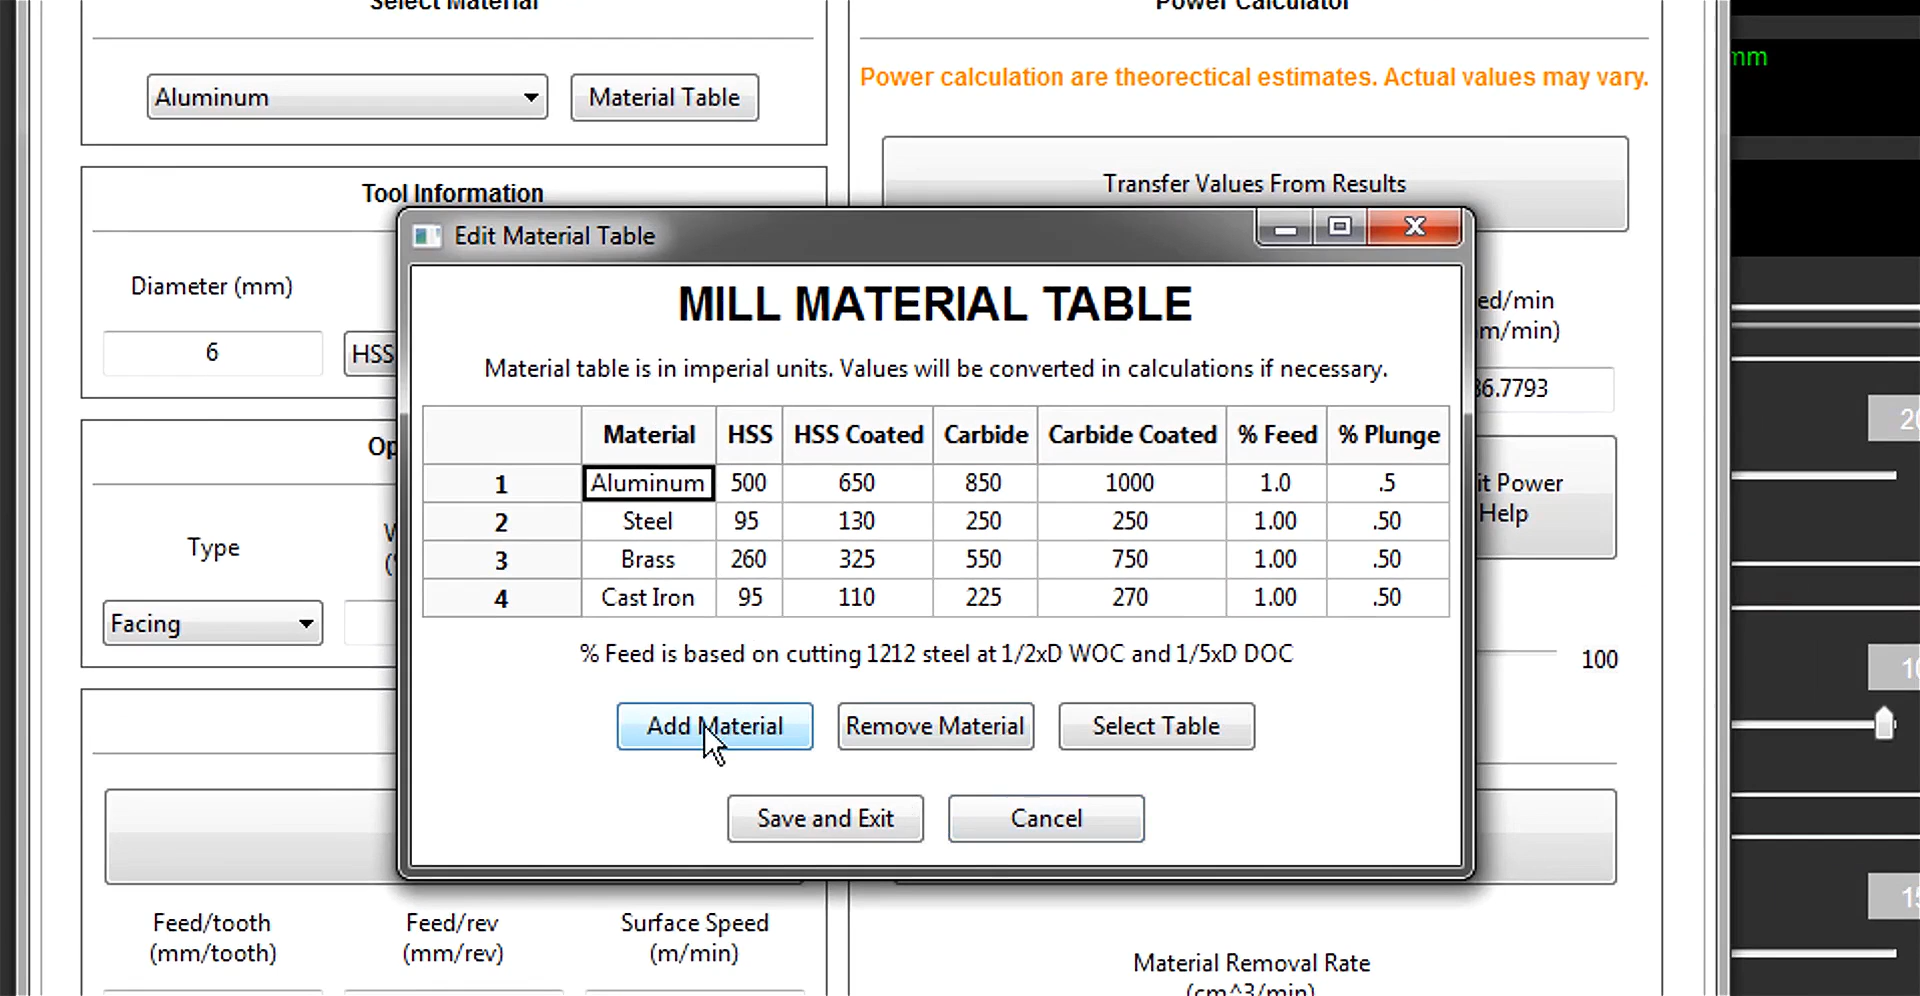 Select Material
Power Calculator
mm
Power calculation are theorectical estimates. Actual values may vary.
Aluminum
Material Table
Transfer Values From Results
Tool Information
Edit Material Table
Diameter (mm)
MILL MATERIAL TABLE
ed/min
m/min)
6
HSS
Material table is in imperial units. Values will be converted in calculations if necessary.
36.7793
Material HSS HSS Coated Carbide Carbide Coated % Feed % Plunge
1 Aluminum 500 650 850 1000 1.0 .5
2 Steel 95 130 250 250 1.00 .50
3 Brass 260 325 550 750 1.00 .50
4 Cast Iron 95 110 225 270 1.00 .50
Op
it Power
Help
Type
Facing
% Feed is based on cutting 1212 steel at 1/2xD WOC and 1/5xD DOC
100
Add Material
Remove Material
Select Table
Save and Exit
Cancel
Feed/tooth
(mm/tooth)
Feed/rev
(mm/rev)
Surface Speed
(m/min)
Material Removal Rate
(cm^3/min)